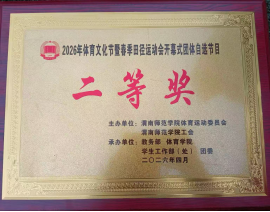 2026年体育文化节暨春季田径运动会开幕式团体自选节目
二等奖
主办单位：渭南师范学院体育运动委员会
渭南师范学院工会
承办单位：教务部 体育学院
学生工作部（处） 团委
二〇二六年四月